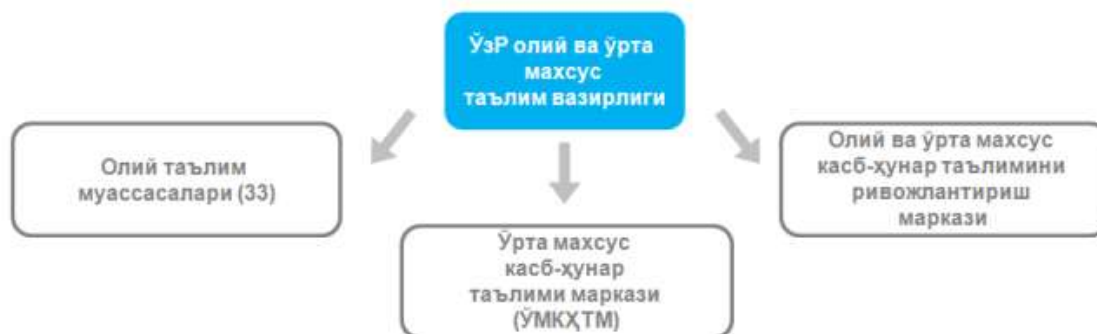 ЎзР олий ва ўрта
махсус
таълим вазирлиги
Олий таълим
муассасалари (33)
Ўрта махсус
касб-ҳунар
таълими маркази
(ЎМКҲТМ)
Олий ва ўрта махсус
касб-ҳунар таълимини
ривожлантириш
маркази